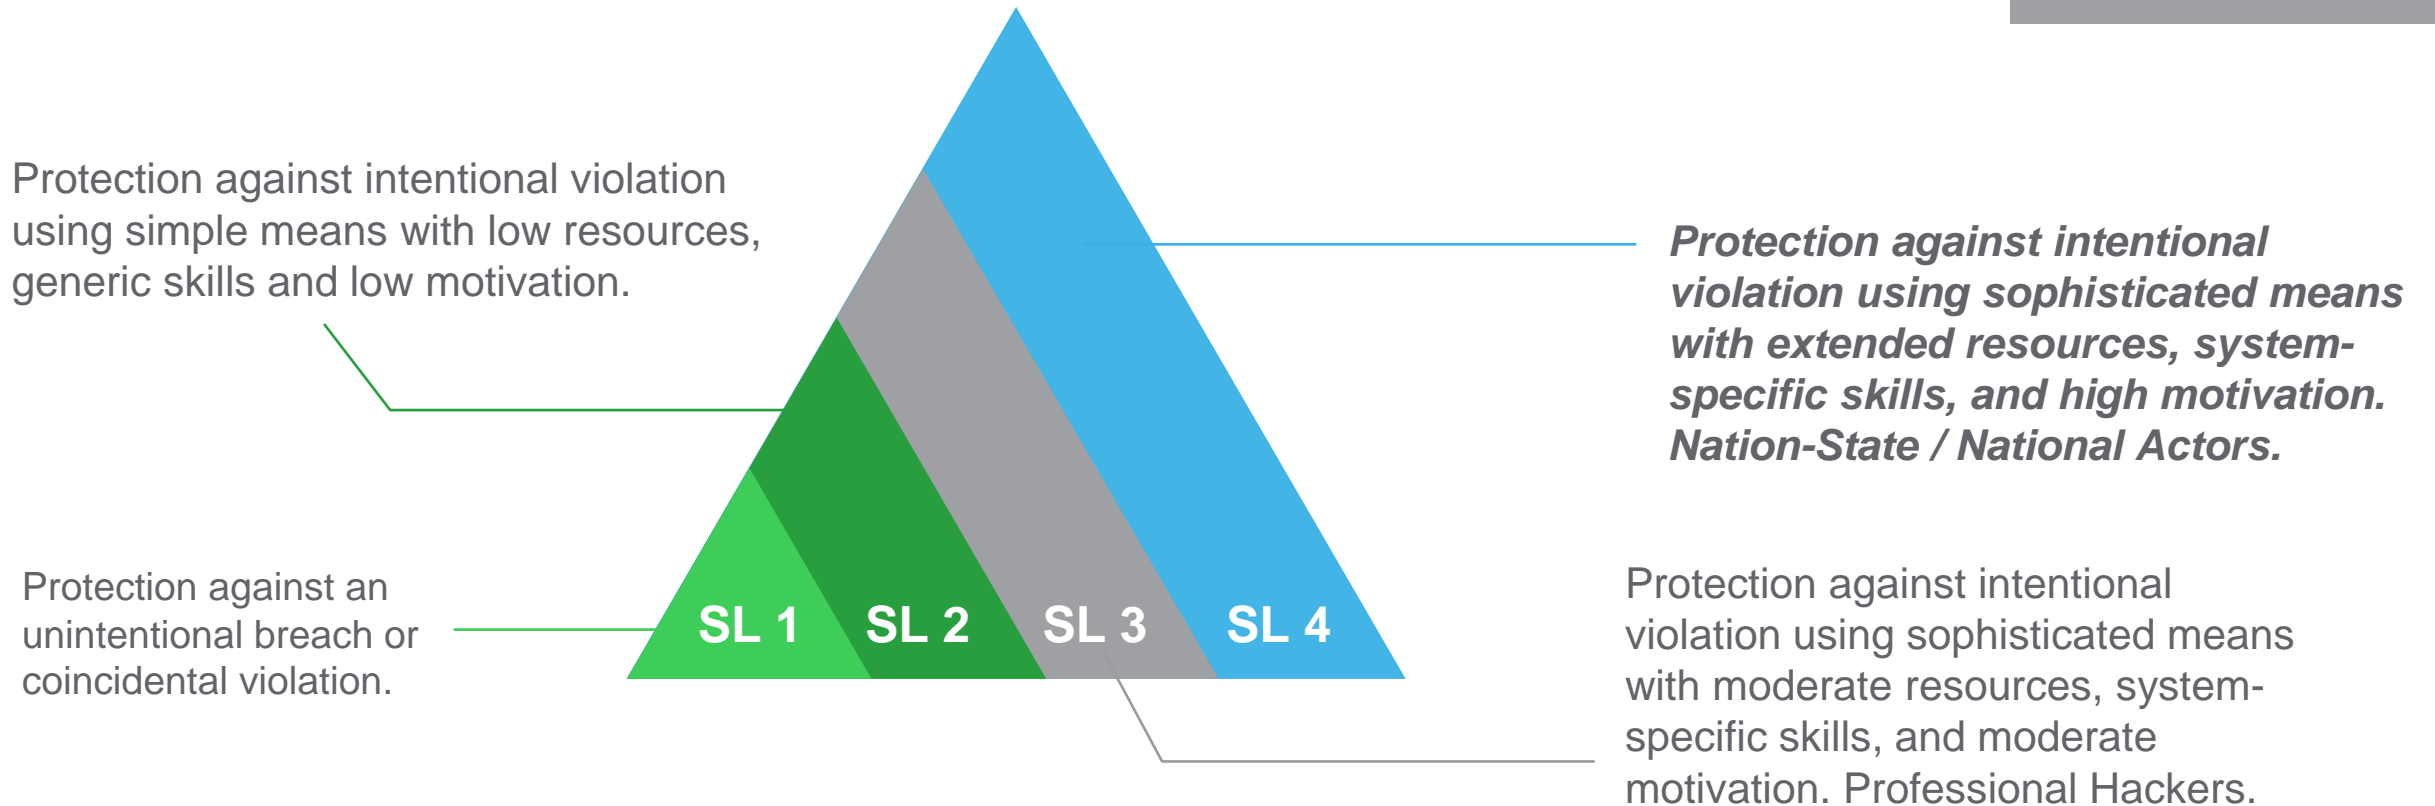 Protection against intentional violation
using simple means with low resources,
generic skills and low motivation.
Protection against intentional
violation using sophisticated means
with extended resources, system-
specific skills, and high motivation.
Nation-State / National Actors.
Protection against an
unintentional breach or
coincidental violation.
SL 1
SL 2
SL 3
SL 4
Protection against intentional
violation using sophisticated means
with moderate resources, system-
specific skills, and moderate
motivation. Professional Hackers.